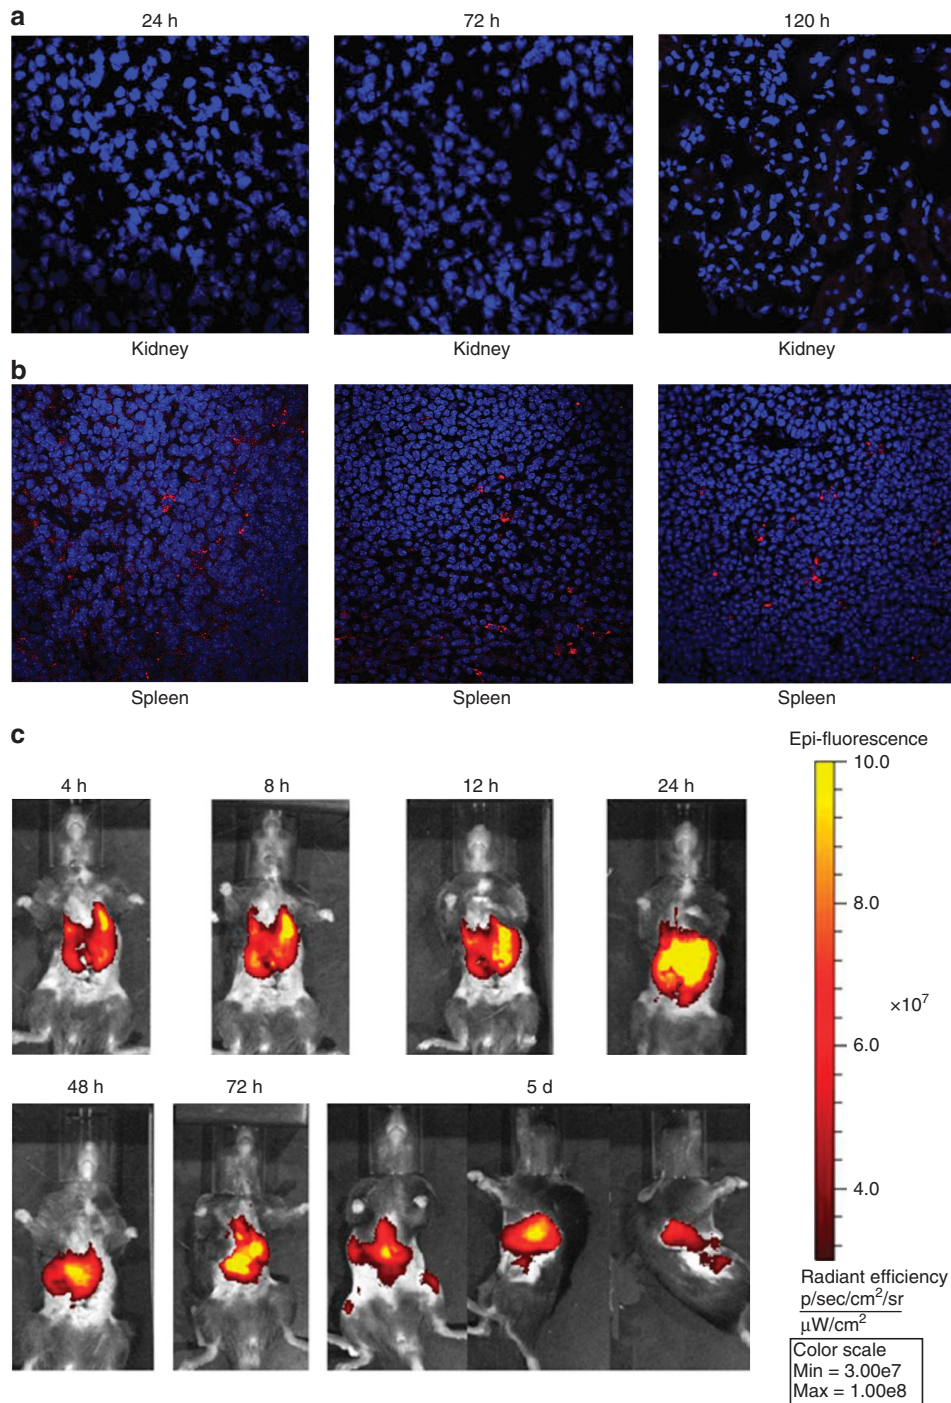 a
24 h
72 h
120 h
Kidney
Kidney
Kidney
b
Spleen
Spleen
Spleen
c
4 h
8 h
12 h
24 h
48 h
72 h
5 d
Epi-fluorescence
10.0
8.0
×10⁷
6.0
4.0
Radiant efficiency
p/sec/cm²/sr
μW/cm²
Color scale
Min = 3.00e7
Max = 1.00e8